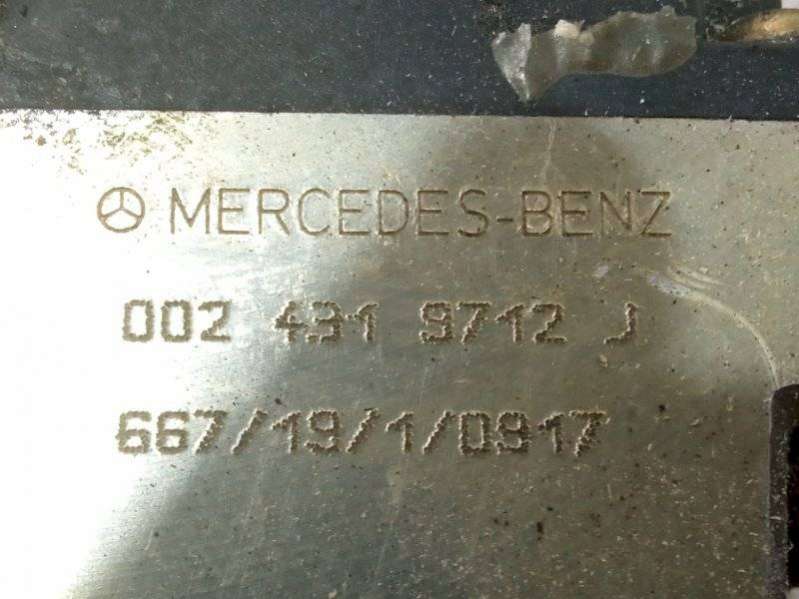 MERCEDES-BENZ
002 431 9712 J
667/19/1/0917